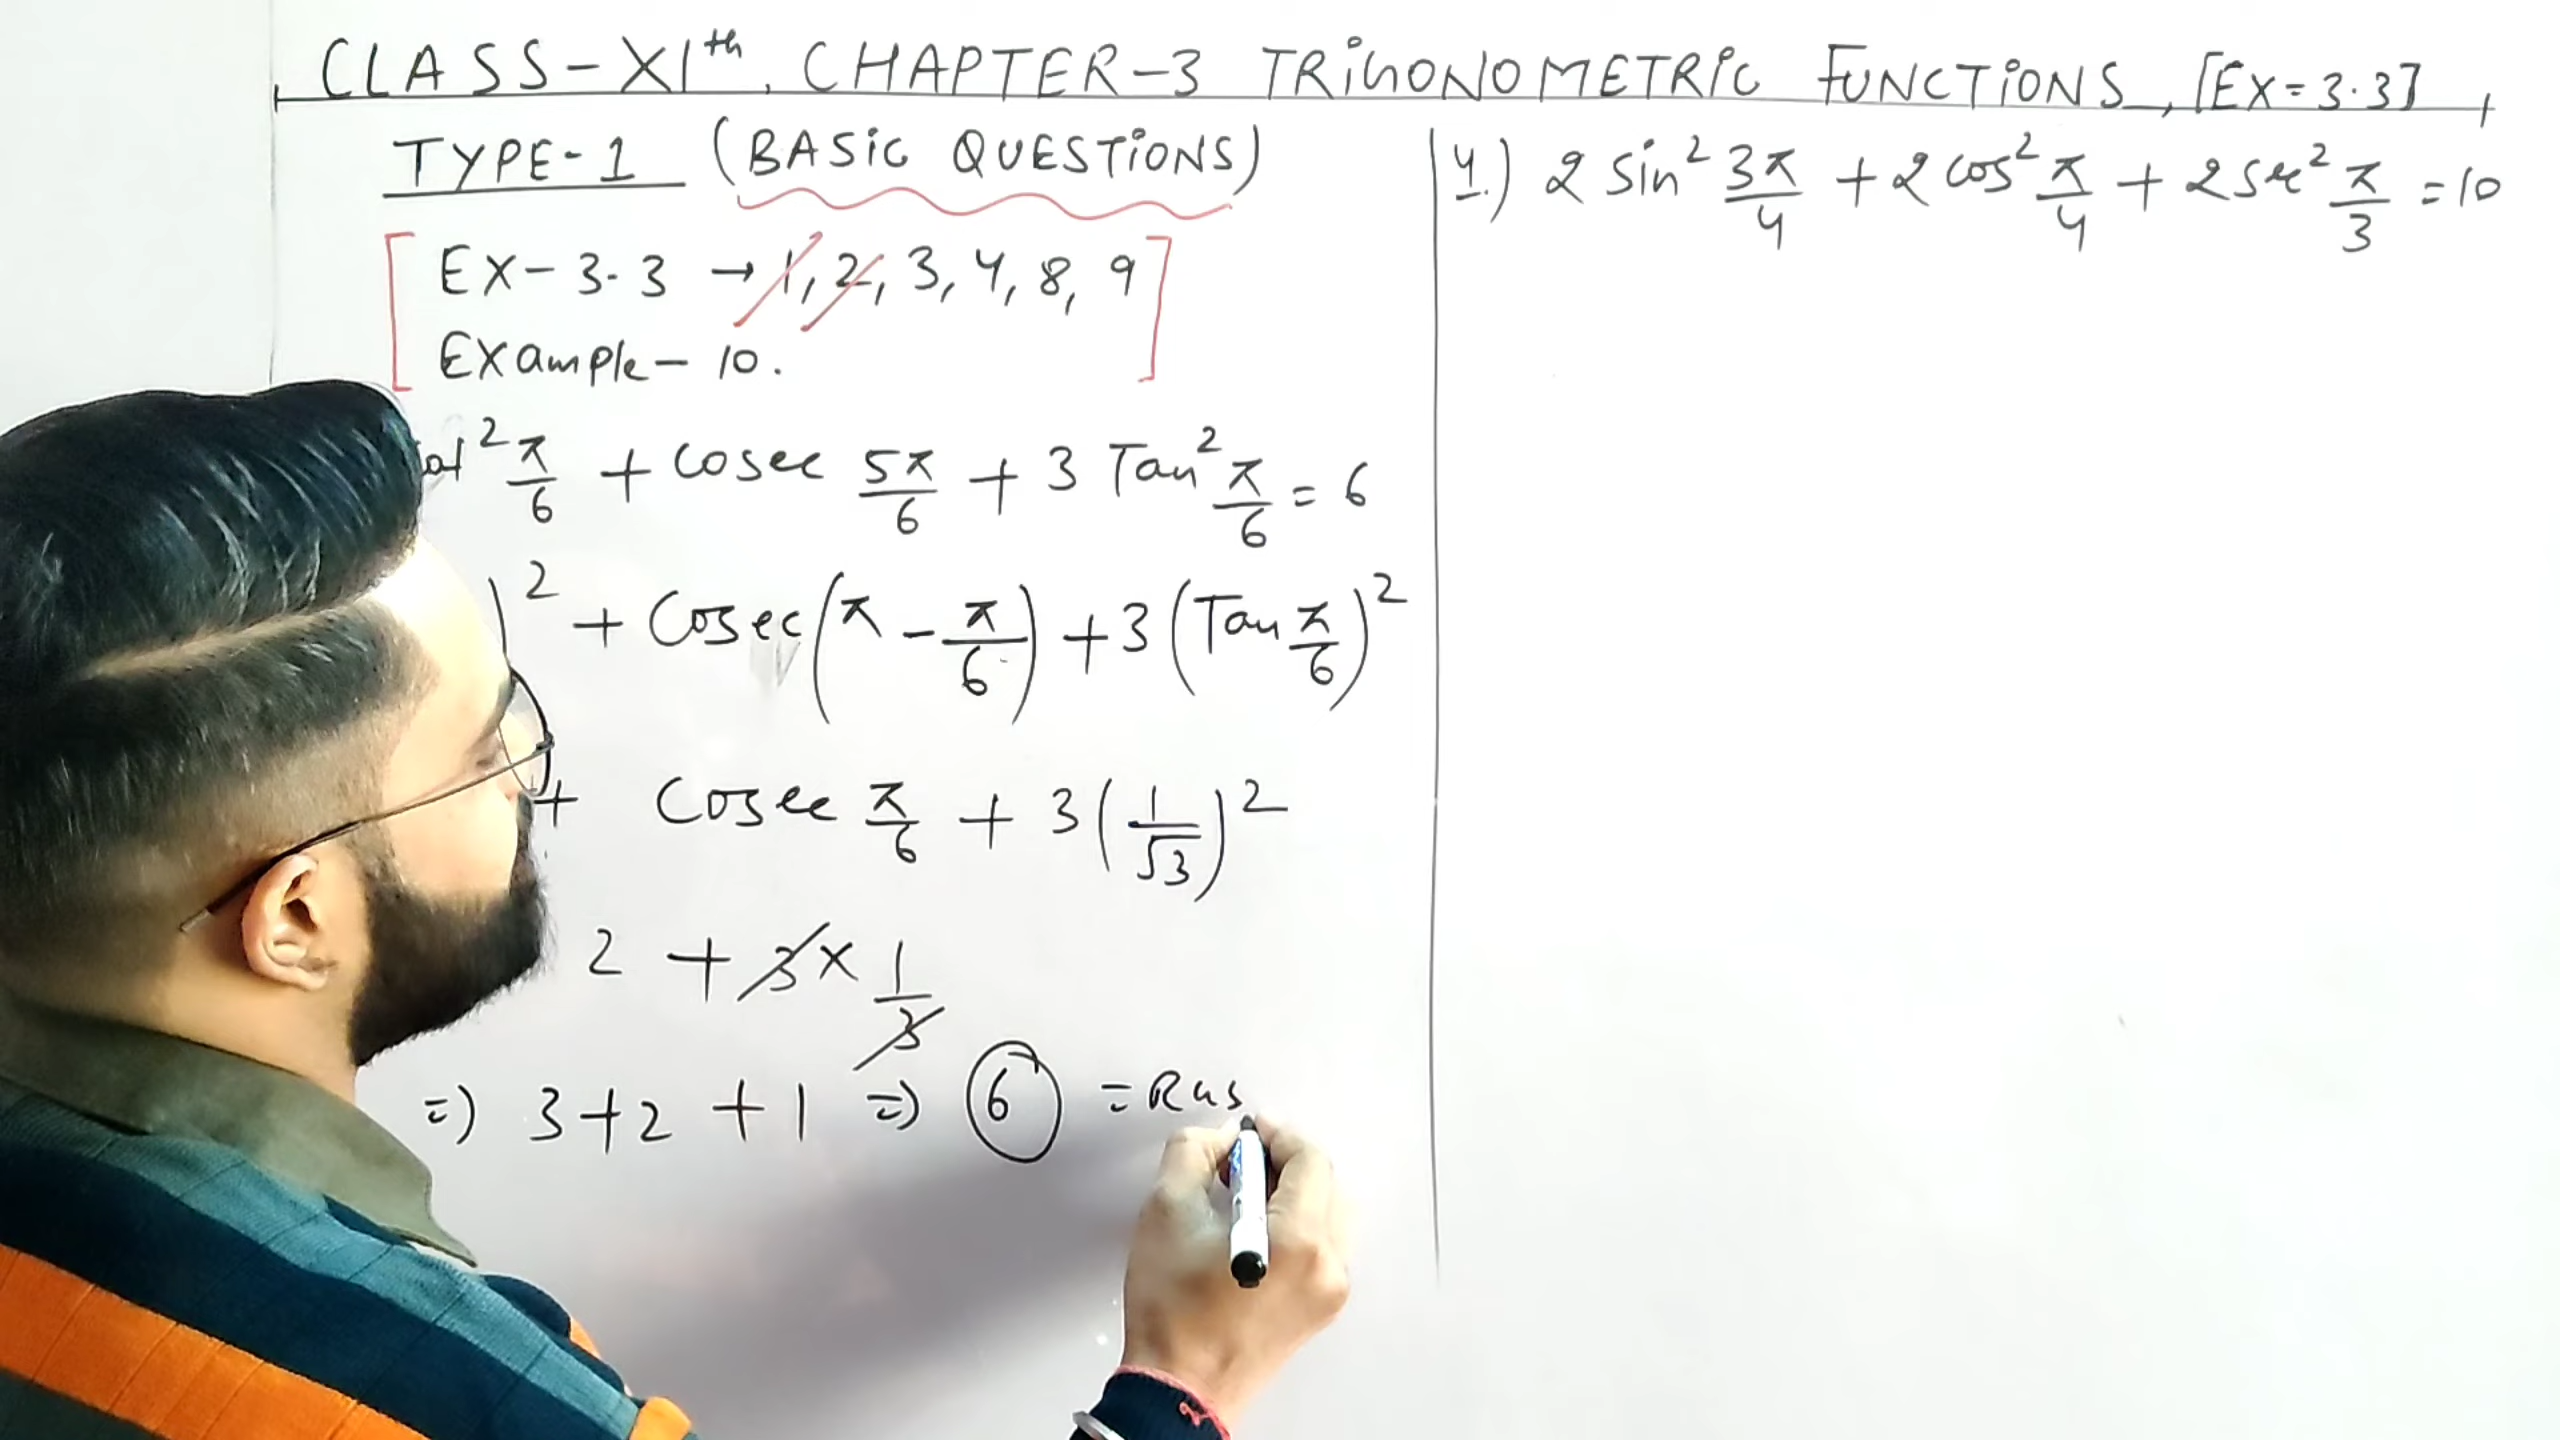 CLASS-XIth, CHAPTER-3 TRIGONOMETRIC FUNCTIONS, [EX=3.3],
TYPE-1 (BASIC QUESTIONS)
[EX-3.3 → 1, 2, 3, 4, 8, 9]
EXample-10.
ot² π/6 + cosec 5π/6 + 3 Tan² π/6 = 6
)² + Cosec(π - π/6) + 3(Tan π/6)²
+ Cosec π/6 + 3(1/√3)²
2 + 3 × 1/3
=) 3+2+1 =) 6 = RHS
4.) 2 Sin² 3π/4 + 2 cos² π/4 + 2 sec² π/3 = 10